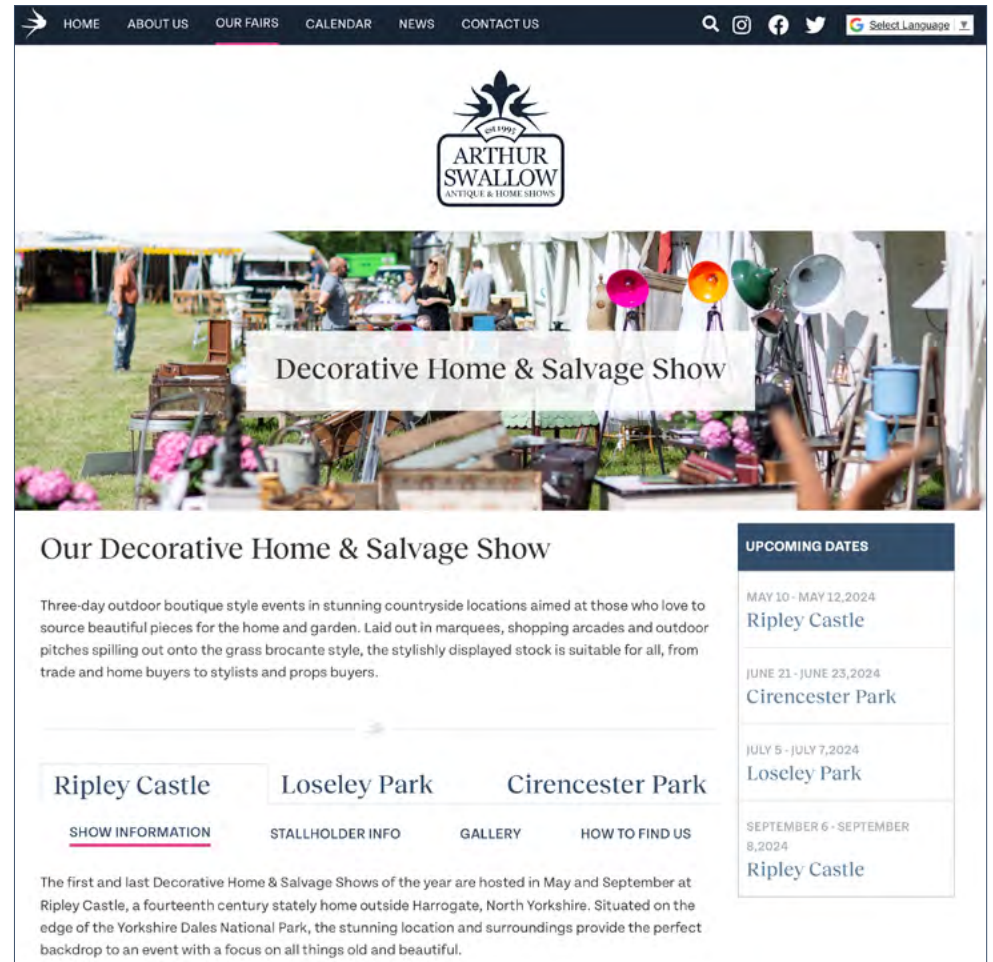 HOME ABOUT US OUR FAIRS CALENDAR NEWS CONTACT US Select Language
est 1995
ARTHUR
SWALLOW
ANTIQUE & HOME SHOWS
Decorative Home & Salvage Show
Our Decorative Home & Salvage Show
Three-day outdoor boutique style events in stunning countryside locations aimed at those who love to
source beautiful pieces for the home and garden. Laid out in marquees, shopping arcades and outdoor
pitches spilling out onto the grass brocante style, the stylishly displayed stock is suitable for all, from
trade and home buyers to stylists and props buyers.
Ripley Castle Loseley Park Cirencester Park
SHOW INFORMATION STALLHOLDER INFO GALLERY HOW TO FIND US
The first and last Decorative Home & Salvage Shows of the year are hosted in May and September at
Ripley Castle, a fourteenth century stately home outside Harrogate, North Yorkshire. Situated on the
edge of the Yorkshire Dales National Park, the stunning location and surroundings provide the perfect
backdrop to an event with a focus on all things old and beautiful.
UPCOMING DATES
MAY 10 - MAY 12,2024
Ripley Castle
JUNE 21 - JUNE 23,2024
Cirencester Park
JULY 5 - JULY 7,2024
Loseley Park
SEPTEMBER 6 - SEPTEMBER
8,2024
Ripley Castle